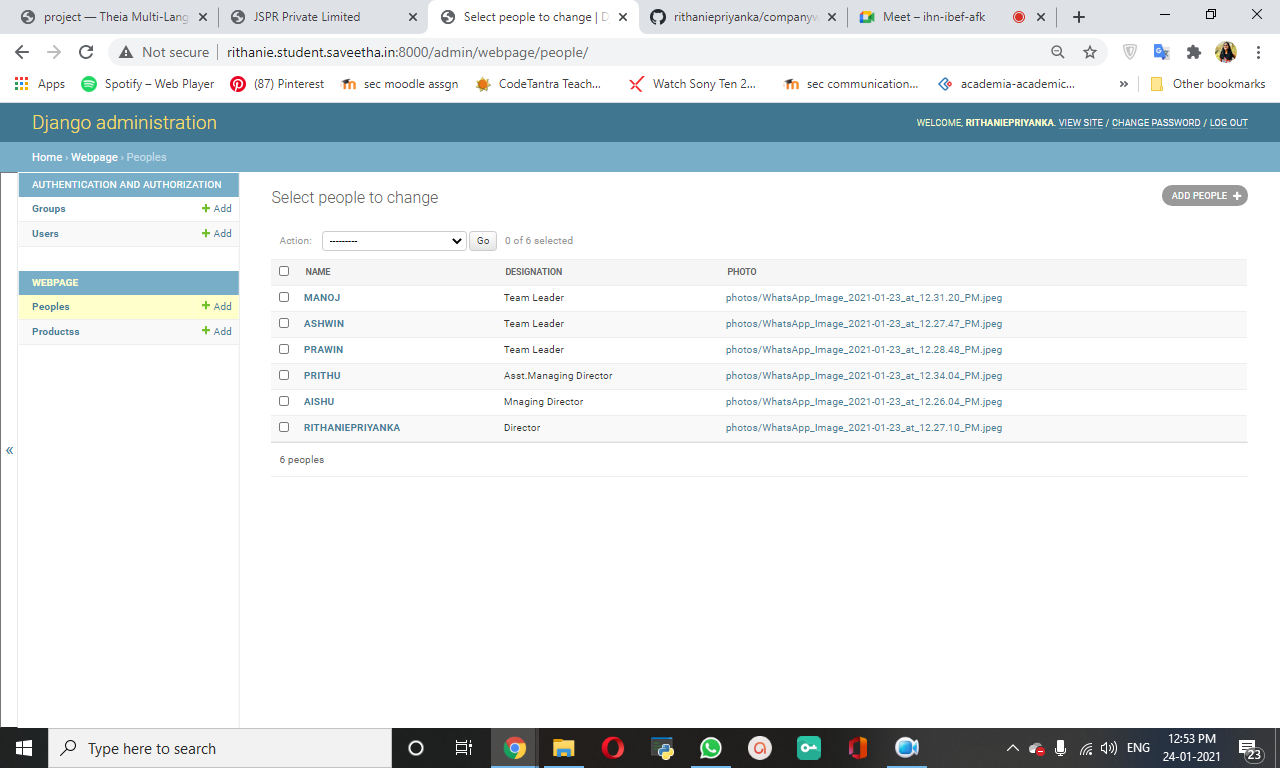 project — Theia Multi-Lang
JSPR Private Limited
Select people to change | D
rithaniepriyanka/companyw
Meet – ihn-ibef-afk
Not secure
rithanie.student.saveetha.in:8000/admin/webpage/people/
Apps
Spotify – Web Player
(87) Pinterest
sec moodle assgn
CodeTantra Teach...
Watch Sony Ten 2...
sec communication...
academia-academic...
»
Other bookmarks
Django administration
WELCOME, RITHANIEPRIYANKA. VIEW SITE / CHANGE PASSWORD / LOG OUT
Home › Webpage › Peoples
AUTHENTICATION AND AUTHORIZATION
Groups + Add
Users + Add
WEBPAGE
Peoples + Add
Productss + Add
«
Select people to change
ADD PEOPLE +
Action: --------- Go 0 of 6 selected
NAME DESIGNATION PHOTO
MANOJ Team Leader photos/WhatsApp_Image_2021-01-23_at_12.31.20_PM.jpeg
ASHWIN Team Leader photos/WhatsApp_Image_2021-01-23_at_12.27.47_PM.jpeg
PRAWIN Team Leader photos/WhatsApp_Image_2021-01-23_at_12.28.48_PM.jpeg
PRITHU Asst.Managing Director photos/WhatsApp_Image_2021-01-23_at_12.34.04_PM.jpeg
AISHU Mnaging Director photos/WhatsApp_Image_2021-01-23_at_12.26.04_PM.jpeg
RITHANIEPRIYANKA Director photos/WhatsApp_Image_2021-01-23_at_12.27.10_PM.jpeg
6 peoples
Type here to search
ENG
12:53 PM
24-01-2021
23